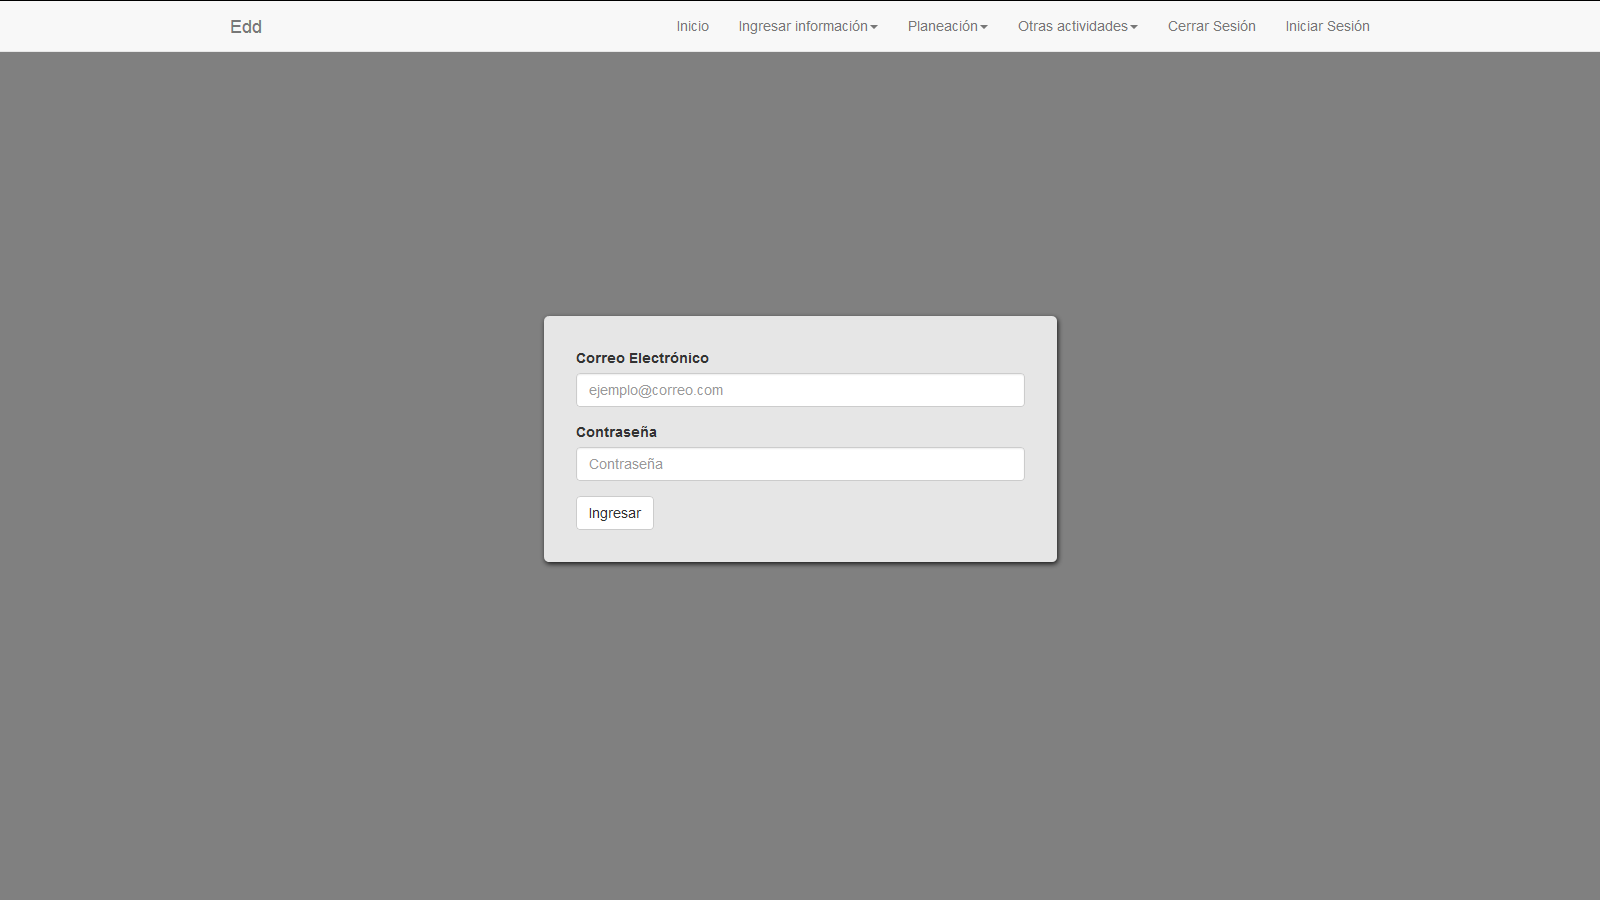 Edd Inicio Ingresar información Planeación Otras actividades Cerrar Sesión Iniciar Sesión
Correo Electrónico
ejemplo@correo.com
Contraseña
Contraseña
Ingresar